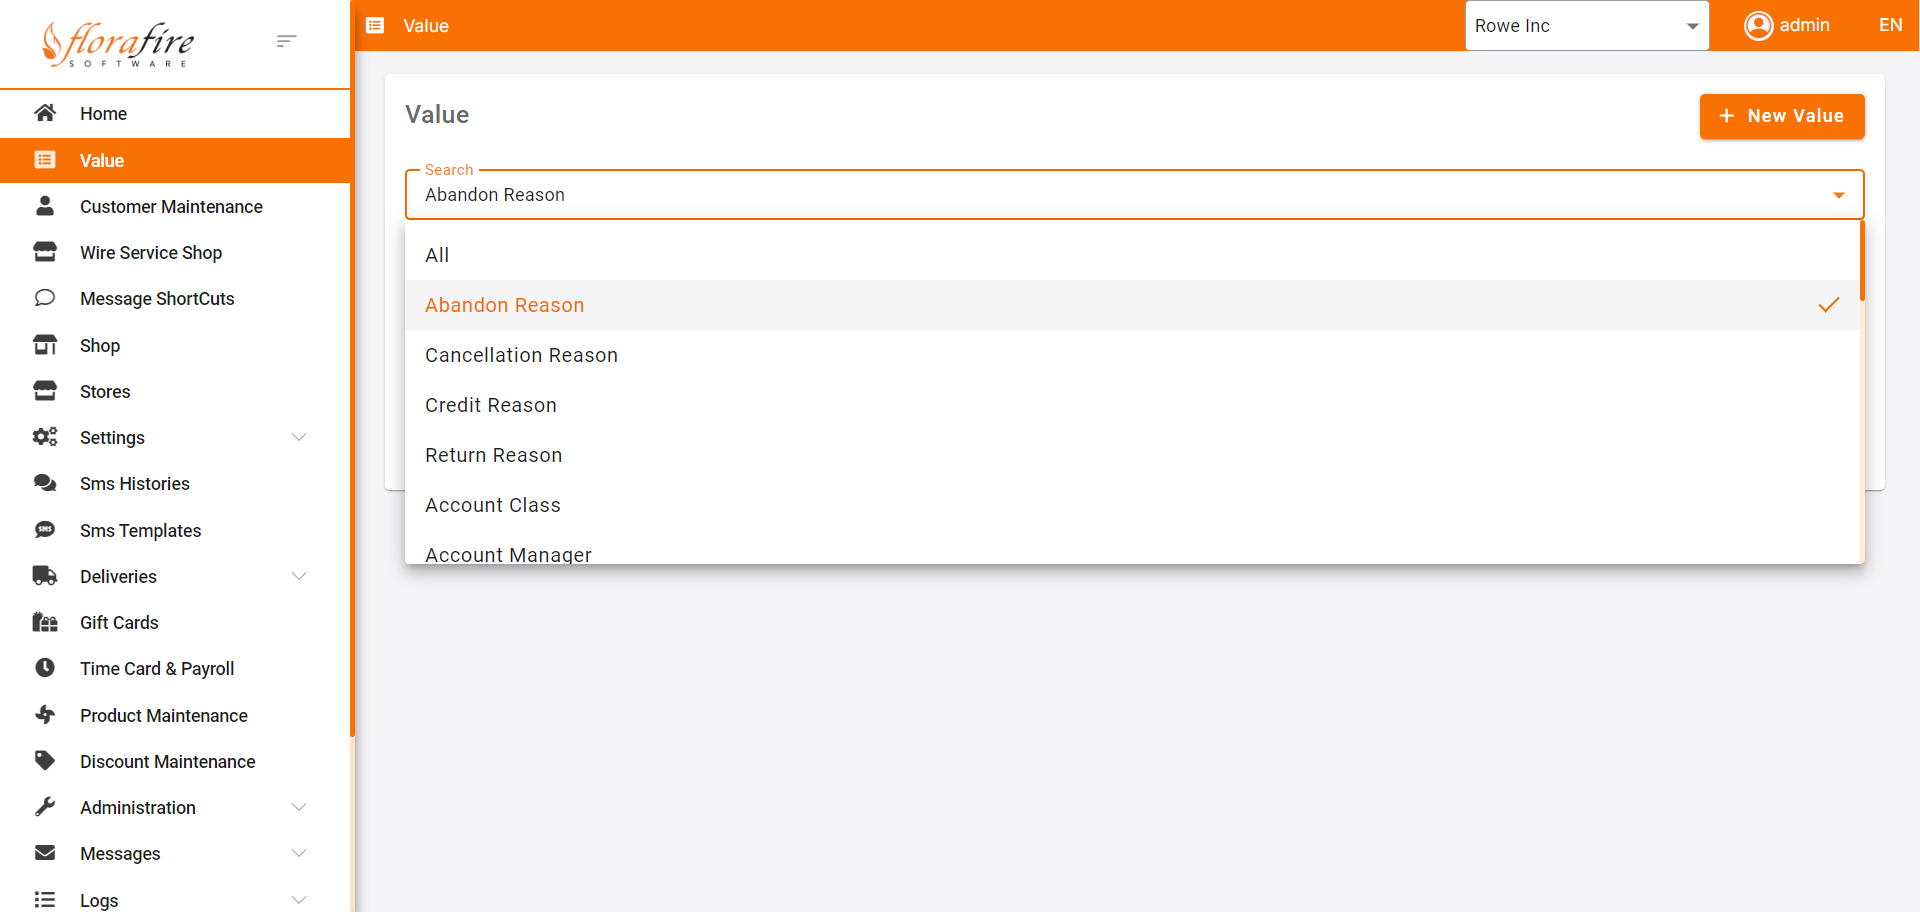 florafire
SOFTWARE
Value
Rowe Inc
admin
EN
Home
Value
Customer Maintenance
Wire Service Shop
Message ShortCuts
Shop
Stores
Settings
Sms Histories
SMS
Sms Templates
Deliveries
Gift Cards
Time Card & Payroll
Product Maintenance
Discount Maintenance
Administration
Messages
Logs
Value
New Value
Search
Abandon Reason
All
Abandon Reason
Cancellation Reason
Credit Reason
Return Reason
Account Class
Account Manager